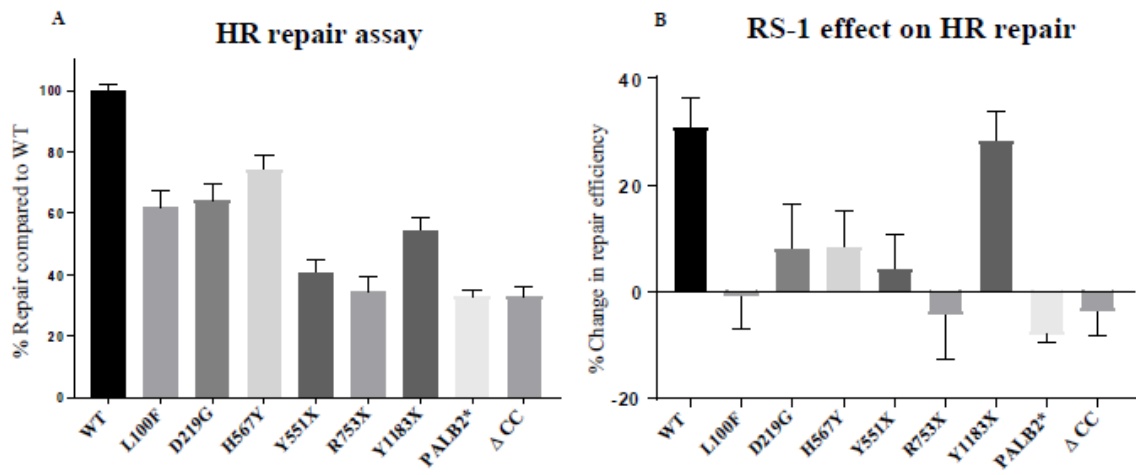 A
HR repair assay
% Repair compared to WT
100
80
60
40
20
0
WT
L100F
D219G
H567Y
Y551X
R753X
Y1183X
PALB2*
Δ CC
B
RS-1 effect on HR repair
% Change in repair efficiency
40
20
0
-20
WT
L100F
D219G
H567Y
Y551X
R753X
Y1183X
PALB2*
Δ CC